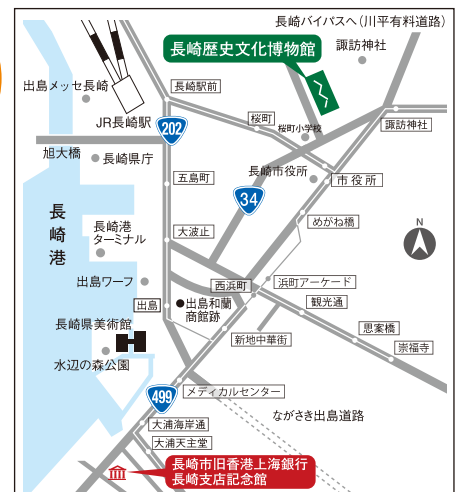 長崎バイパスへ(川平有料道路)
長崎歴史文化博物館
諏訪神社
出島メッセ長崎
長崎駅前
JR長崎駅
桜町
桜町小学校
諏訪神社
202
旭大橋
長崎県庁
五島町
長崎市役所
市役所
34
めがね橋
長崎港
長崎港
ターミナル
大波止
N
出島ワーフ
西浜町
浜町アーケード
出島
出島和蘭
商館跡
観光通
長崎県美術館
新地中華街
思案橋
崇福寺
水辺の森公園
メディカルセンター
499
ながさき出島道路
大浦海岸通
大浦天主堂
長崎市旧香港上海銀行
長崎支店記念館